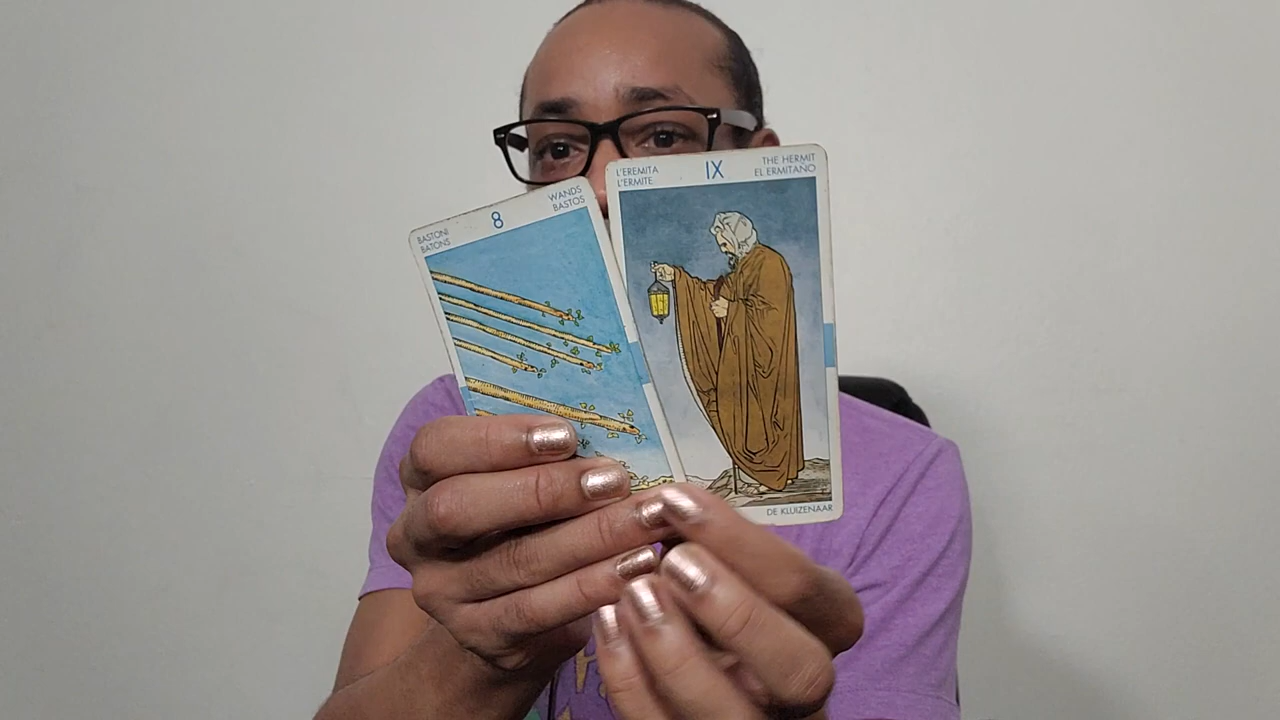 BASTONI
BATONS
8
WANDS
BASTOS
L'EREMITA
L'ERMITE
IX
THE HERMIT
EL ERMITAÑO
DE KLUIZENAAR